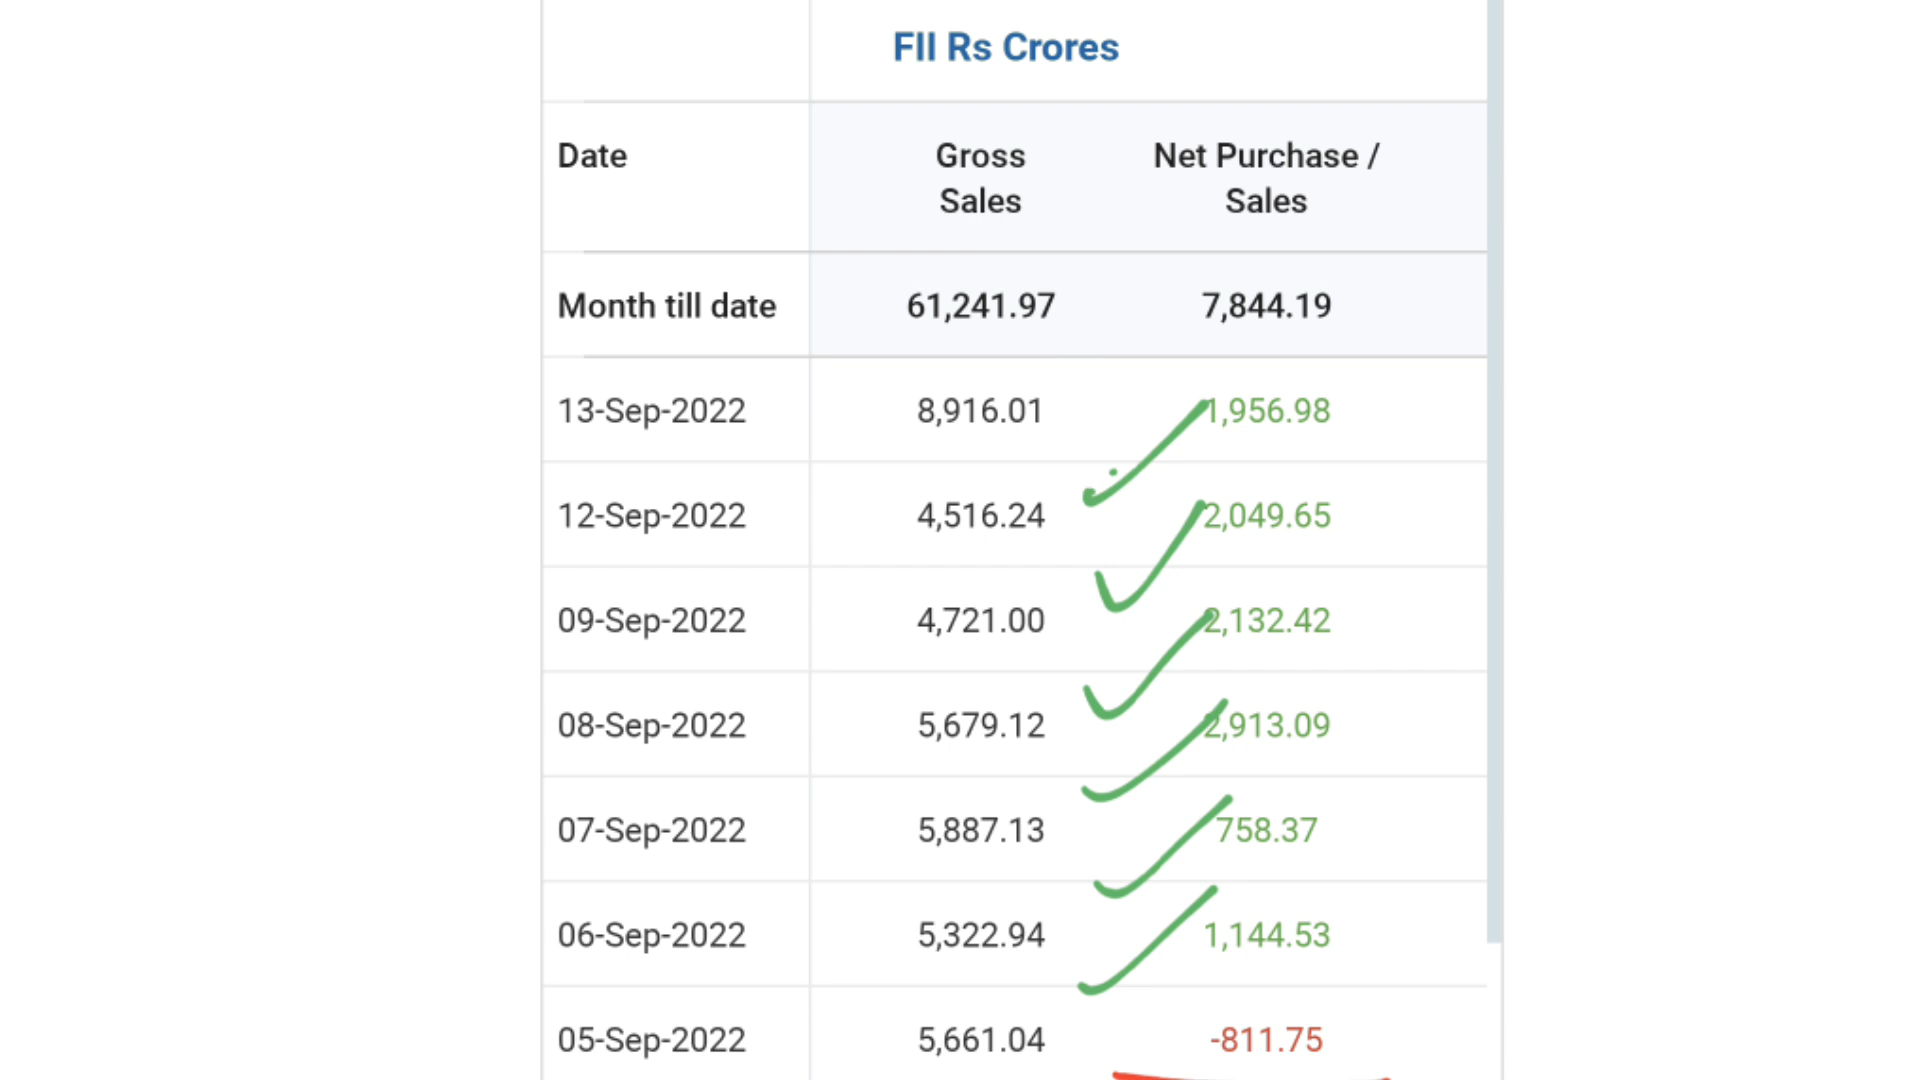 FII Rs Crores
Date Gross Sales Net Purchase / Sales
Month till date 61,241.97 7,844.19
13-Sep-2022 8,916.01 1,956.98
12-Sep-2022 4,516.24 2,049.65
09-Sep-2022 4,721.00 2,132.42
08-Sep-2022 5,679.12 2,913.09
07-Sep-2022 5,887.13 758.37
06-Sep-2022 5,322.94 1,144.53
05-Sep-2022 5,661.04 -811.75